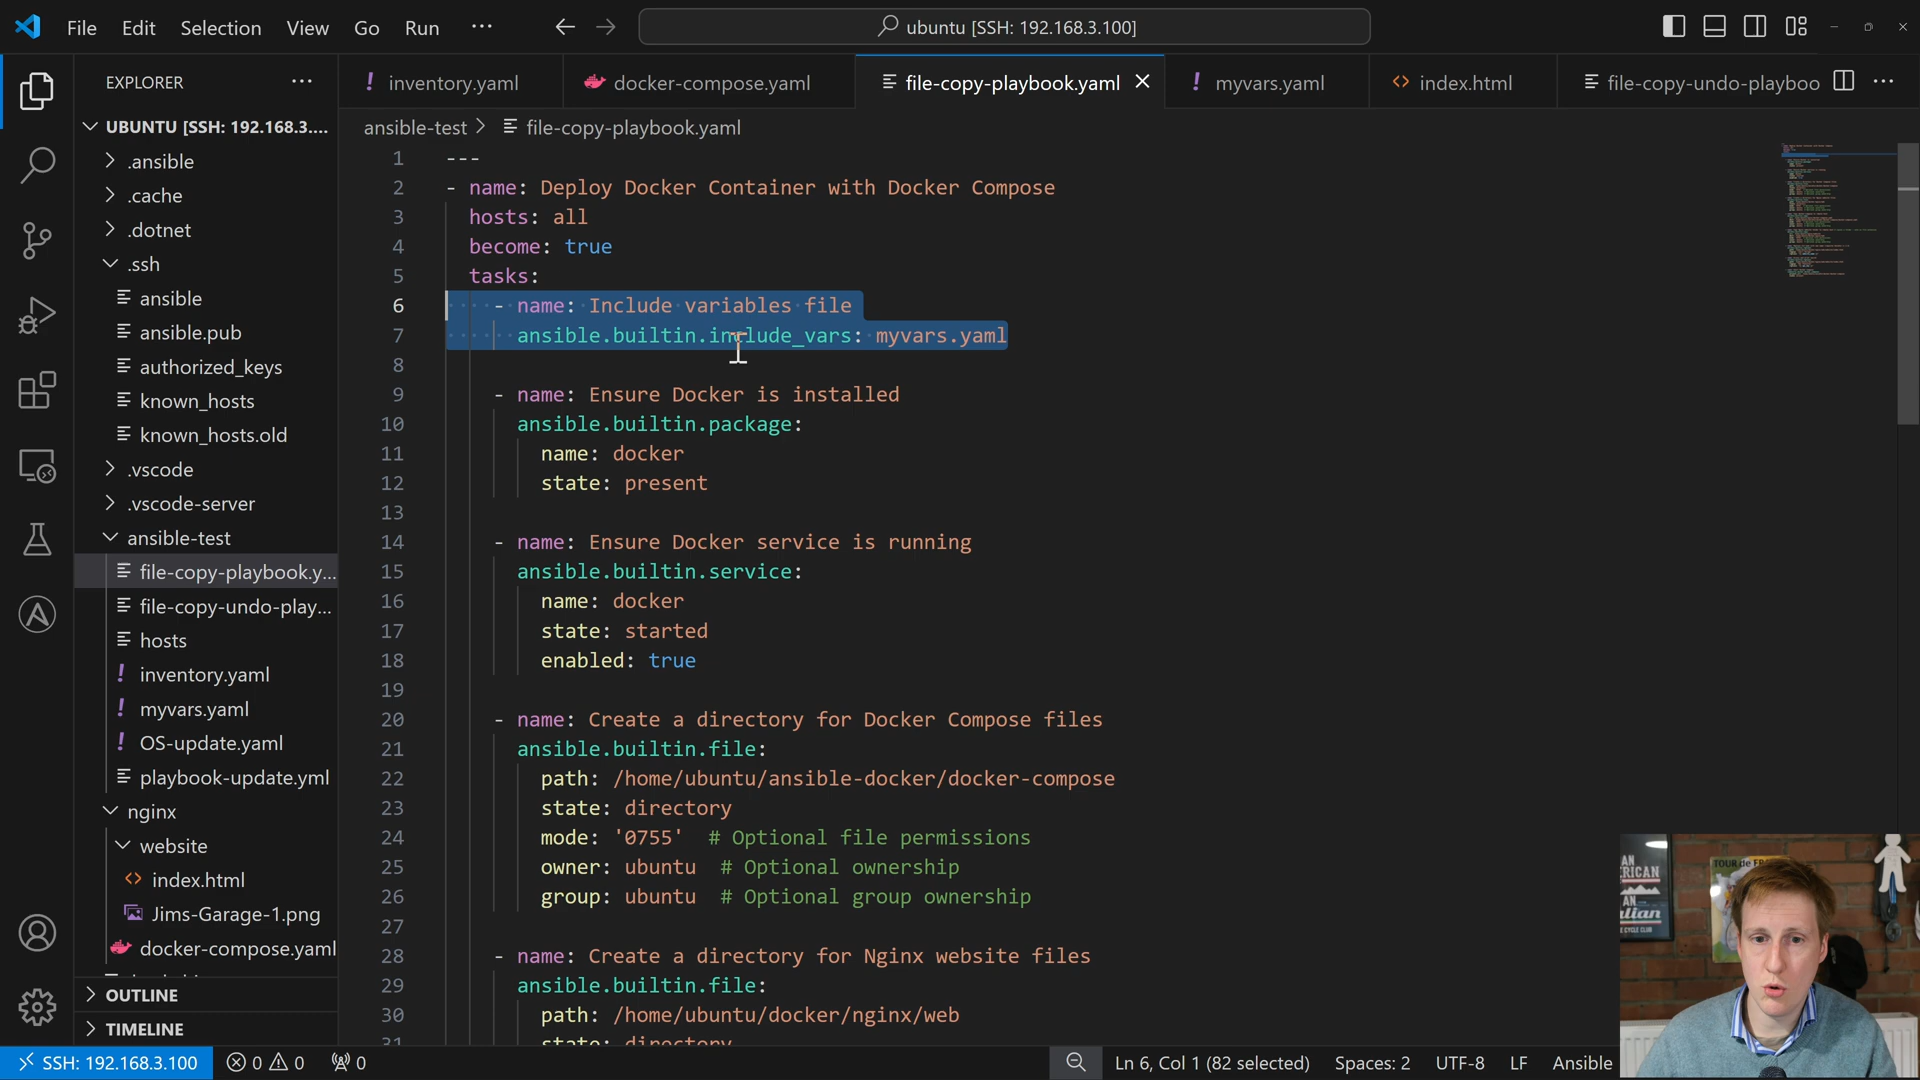 File Edit Selection View Go Run ···
ubuntu [SSH: 192.168.3.100]
EXPLORER
inventory.yaml
docker-compose.yaml
file-copy-playbook.yaml
myvars.yaml
index.html
file-copy-undo-playboo
UBUNTU [SSH: 192.168.3....
.ansible
.cache
.dotnet
.ssh
ansible
ansible.pub
authorized_keys
known_hosts
known_hosts.old
.vscode
.vscode-server
ansible-test
file-copy-playbook.y...
file-copy-undo-play...
hosts
inventory.yaml
myvars.yaml
OS-update.yaml
playbook-update.yml
nginx
website
index.html
Jims-Garage-1.png
docker-compose.yaml
OUTLINE
TIMELINE
ansible-test > file-copy-playbook.yaml
1 ---
2 - name: Deploy Docker Container with Docker Compose
3 hosts: all
4 become: true
5 tasks:
6 - name: Include variables file
7 ansible.builtin.include_vars: myvars.yaml
8
9 - name: Ensure Docker is installed
10 ansible.builtin.package:
11 name: docker
12 state: present
13
14 - name: Ensure Docker service is running
15 ansible.builtin.service:
16 name: docker
17 state: started
18 enabled: true
19
20 - name: Create a directory for Docker Compose files
21 ansible.builtin.file:
22 path: /home/ubuntu/ansible-docker/docker-compose
23 state: directory
24 mode: '0755' # Optional file permissions
25 owner: ubuntu # Optional ownership
26 group: ubuntu # Optional group ownership
27
28 - name: Create a directory for Nginx website files
29 ansible.builtin.file:
30 path: /home/ubuntu/docker/nginx/web
31 state: directory
SSH: 192.168.3.100 0 0 0
Ln 6, Col 1 (82 selected) Spaces: 2 UTF-8 LF Ansible